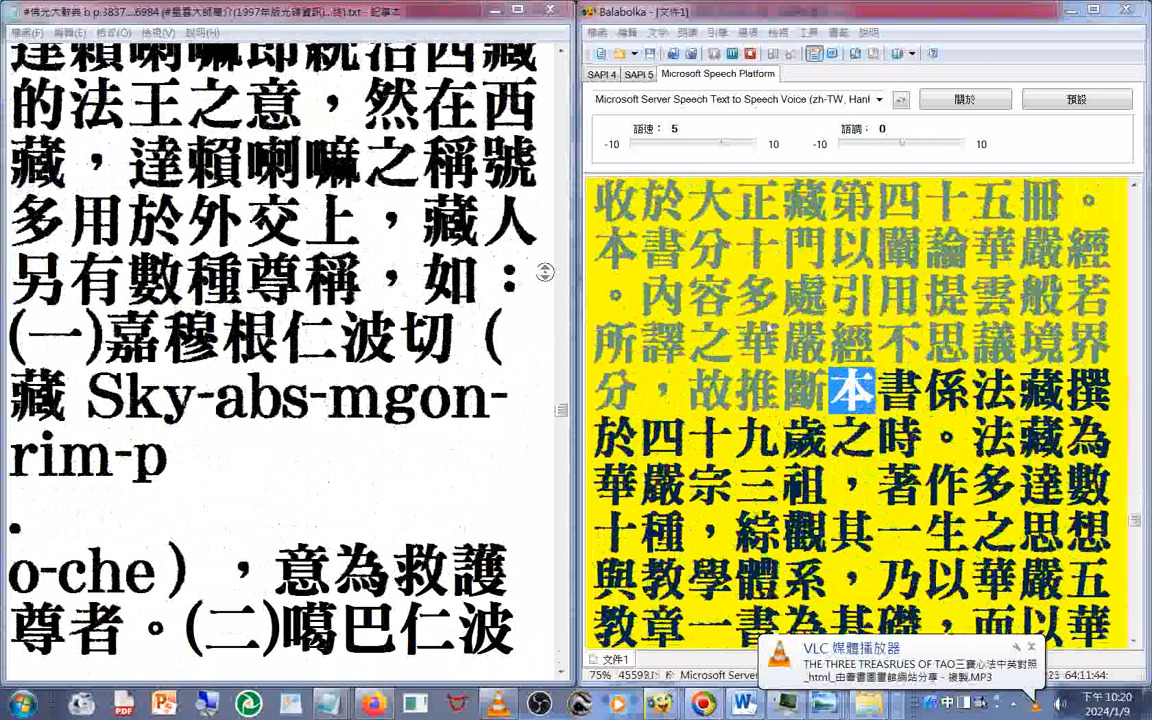 #佛光大辭典 b p.3837....6984 (#星雲大師簡介(1997年版光碟資訊)...終).txt - 記事本
檔案(F) 編輯(E) 格式(O) 檢視(V) 說明(H)
達賴喇嘛即統治西藏
的法王之意，然在西
藏，達賴喇嘛之稱號
多用於外交上，藏人
另有數種尊稱，如：
(一)嘉穆根仁波切（
藏 Sky-abs-mgon-
rim-p
.
o-che），意為救護
尊者。(二)噶巴仁波
Balabolka - [文件1]
檔案 編輯 文字 朗讀 引擎 選項 檢視 工具 書籤 說明
SAPI 4 SAPI 5 Microsoft Speech Platform
Microsoft Server Speech Text to Speech Voice (zh-TW, Han
關於 預設
語速： 5 語調： 0
-10 10 -10 10
收於大正藏第四十五冊。
本書分十門以闡論華嚴經
。內容多處引用提雲般若
所譯之華嚴經不思議境界
分，故推斷本書係法藏撰
於四十九歲之時。法藏為
華嚴宗三祖，著作多達數
十種，綜觀其一生之思想
與教學體系，乃以華嚴五
教章一書為基礎，而以華
文件1
75% Microsoft Se
64:11:44
VLC 媒體播放器
THE THREE TREASRUES OF TAO三寶心法中英對照
_html_由善書圖書館網站分享 - 複製.MP3
中
下午 10:20
2024/1/9